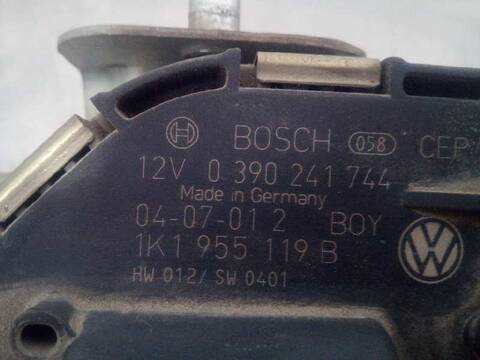 BOSCH 058 CEP
12V 0 390 241 744
Made in Germany
04-07-01 2 BOY
1K1 955 119 B
HW 012/ SW 0401